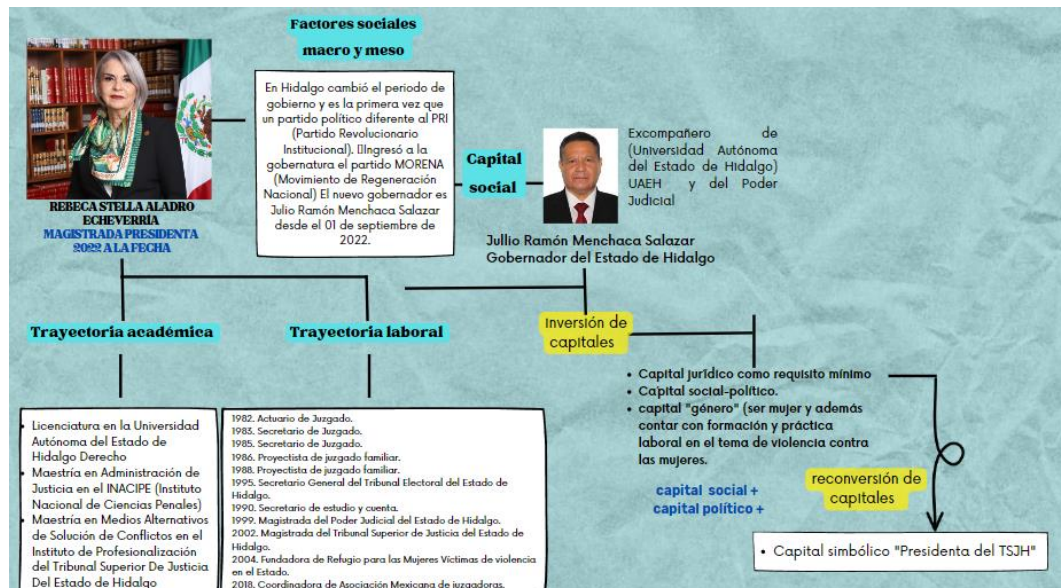 Factores sociales
macro y meso
En Hidalgo cambió el periodo de
gobierno y es la primera vez que
un partido político diferente al PRI
(Partido Revolucionario
Institucional). Ingresó a la
gobernatura el partido MORENA
(Movimiento de Regeneración
Nacional) El nuevo gobernador es
Julio Ramón Menchaca Salazar
desde el 01 de septiembre de
2022.
Capital
social
Excompañero de
(Universidad Autónoma
del Estado de Hidalgo)
UAEH y del Poder
Judicial
REBECA STELLA ALADRO
ECHEVERRÍA
MAGISTRADA PRESIDENTA
2022 A LA FECHA
Jullio Ramón Menchaca Salazar
Gobernador del Estado de Hidalgo
Trayectoria académica
Trayectoria laboral
inversión de
capitales
• Licenciatura en la Universidad
Autónoma del Estado de
Hidalgo Derecho
• Maestría en Administración de
Justicia en el INACIPE (Instituto
Nacional de Ciencias Penales)
• Maestría en Medios Alternativos
de Solución de Conflictos en el
Instituto de Profesionalización
del Tribunal Superior De Justicia
Del Estado de Hidalgo
1982. Actuario de Juzgado.
1983. Secretario de Juzgado.
1985. Secretario de Juzgado.
1986. Proyectista de juzgado familiar.
1988. Proyectista de juzgado familiar.
1995. Secretario General del Tribunal Electoral del Estado de
Hidalgo.
1990. Secretario de estudio y cuenta.
1999. Magistrada del Poder Judicial del Estado de Hidalgo.
2002. Magistrada del Tribunal Superior de Justicia del Estado de
Hidalgo.
2004. Fundadora de Refugio para las Mujeres Víctimas de violencia
en el Estado.
2018. Coordinadora de Asociación Mexicana de juzgadoras.
• Capital jurídico como requisito mínimo
• Capital social-político.
• capital "género" (ser mujer y además
contar con formación y práctica
laboral en el tema de violencia contra
las mujeres.
capital social +
capital político +
reconversión de
capitales
• Capital simbólico "Presidenta del TSJH"